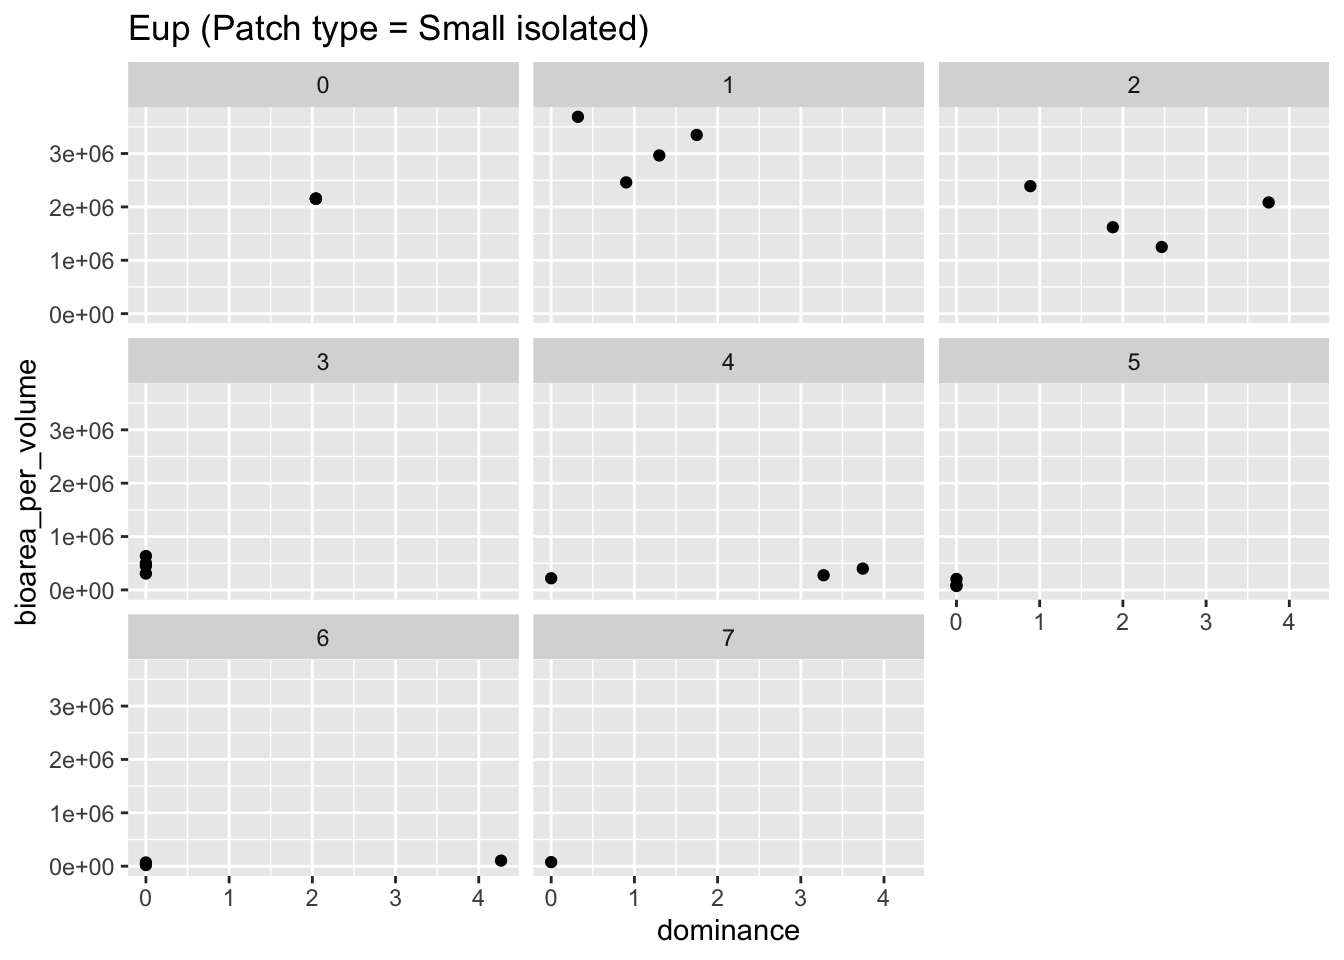 Eup (Patch type = Small isolated)
0 1 2
3e+06
2e+06
1e+06
0e+00
3 4 5
3e+06
2e+06
1e+06
0e+00
0 1 2 3 4
6 7
3e+06
2e+06
1e+06
0e+00
0 1 2 3 4 0 1 2 3 4
dominance
bioarea_per_volume